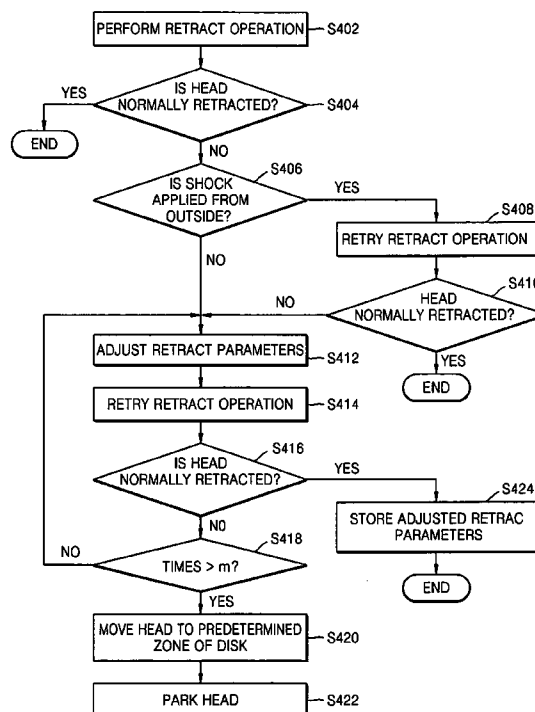 PERFORM RETRACT OPERATION
S402
IS HEAD
NORMALLY RETRACTED?
S404
YES
END
NO
S406
IS SHOCK
APPLIED FROM
OUTSIDE?
YES
S408
RETRY RETRACT OPERATION
NO
S410
HEAD
NORMALLY RETRACTED?
NO
YES
END
ADJUST RETRACT PARAMETERS
S412
RETRY RETRACT OPERATION
S414
S416
IS HEAD
NORMALLY RETRACTED?
YES
S424
STORE ADJUSTED RETRAC
PARAMETERS
END
NO
S418
TIMES > m?
NO
YES
MOVE HEAD TO PREDETERMINED
ZONE OF DISK
S420
PARK HEAD
S422